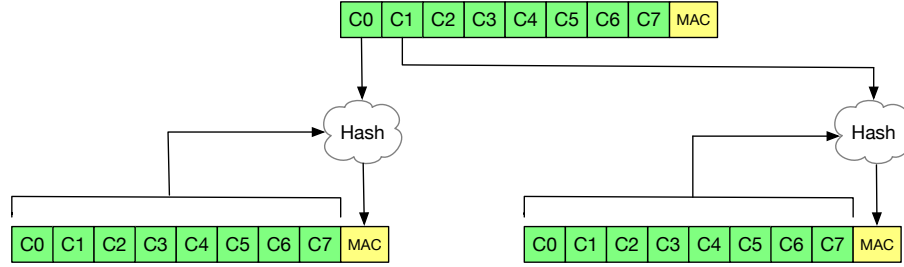 C0 C1 C2 C3 C4 C5 C6 C7 MAC
Hash Hash
C0 C1 C2 C3 C4 C5 C6 C7 MAC C0 C1 C2 C3 C4 C5 C6 C7 MAC